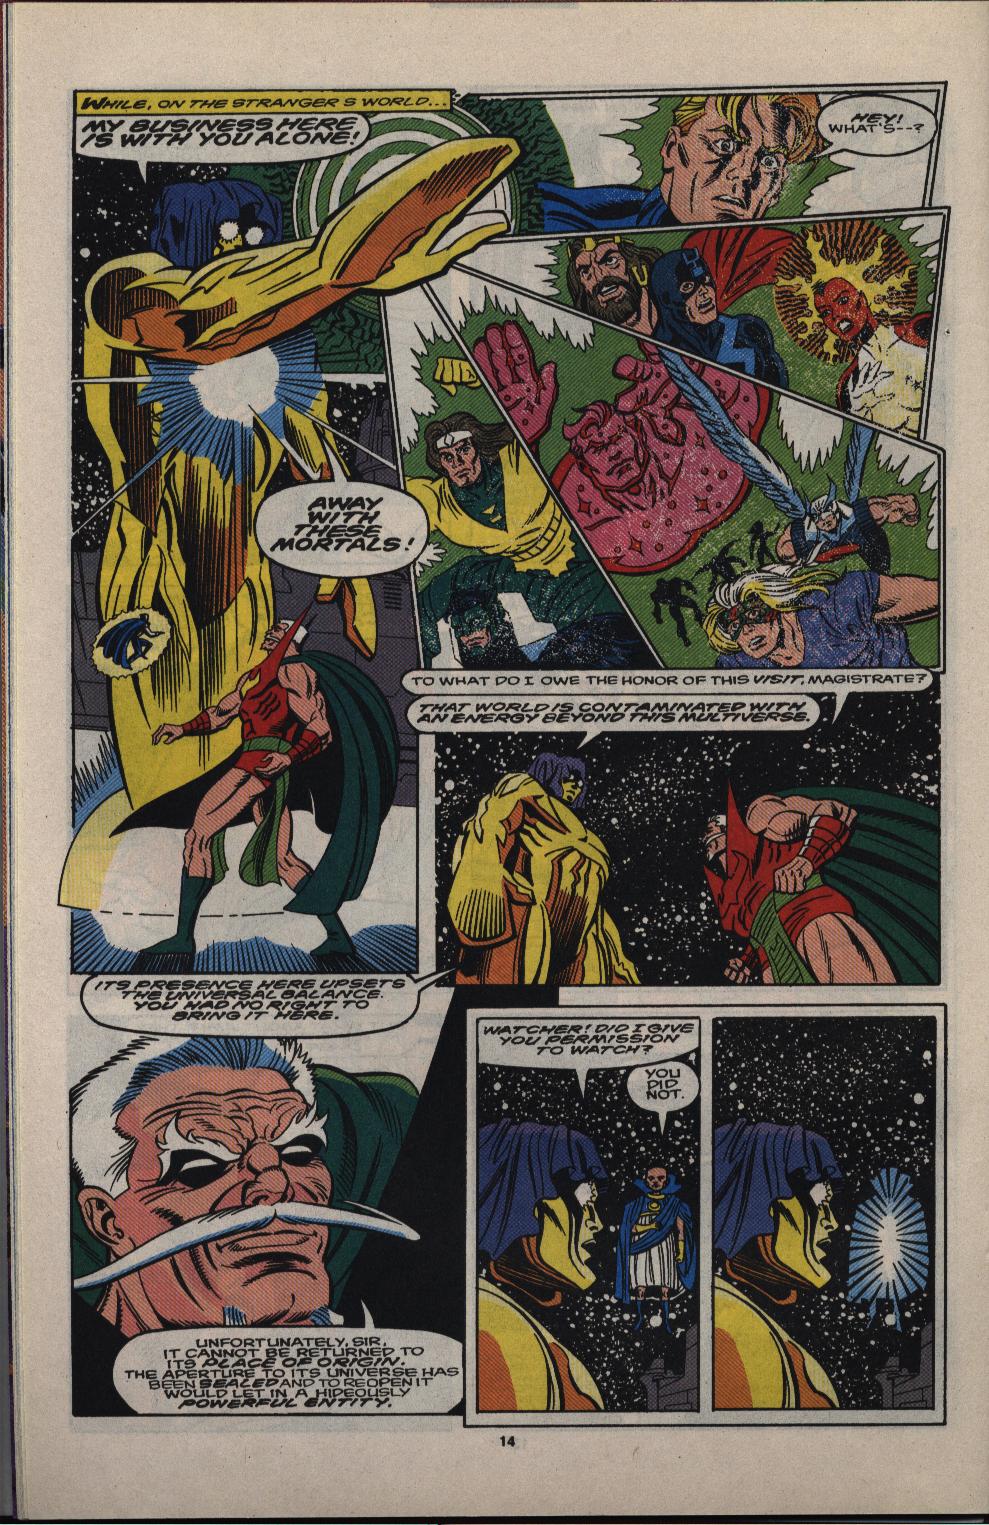 WHILE, ON THE STRANGER'S WORLD...
MY BUSINESS HERE
IS WITH YOU ALONE!
HEY!
WHAT'S--?
AWAY
WITH
THESE
MORTALS!
TO WHAT DO I OWE THE HONOR OF THIS VISIT, MAGISTRATE?
THAT WORLD IS CONTAMINATED WITH
AN ENERGY BEYOND THIS MULTIVERSE.
ITS PRESENCE HERE UPSETS
THE UNIVERSAL BALANCE.
YOU HAD NO RIGHT TO
BRING IT HERE.
UNFORTUNATELY, SIR,
IT CANNOT BE RETURNED TO
ITS PLACE OF ORIGIN.
THE APERTURE TO ITS UNIVERSE HAS
BEEN SEALED AND TO REOPEN IT
WOULD LET IN A HIDEOUSLY
POWERFUL ENTITY.
WATCHER! DID I GIVE
YOU PERMISSION
TO WATCH?
YOU
DID
NOT.
14